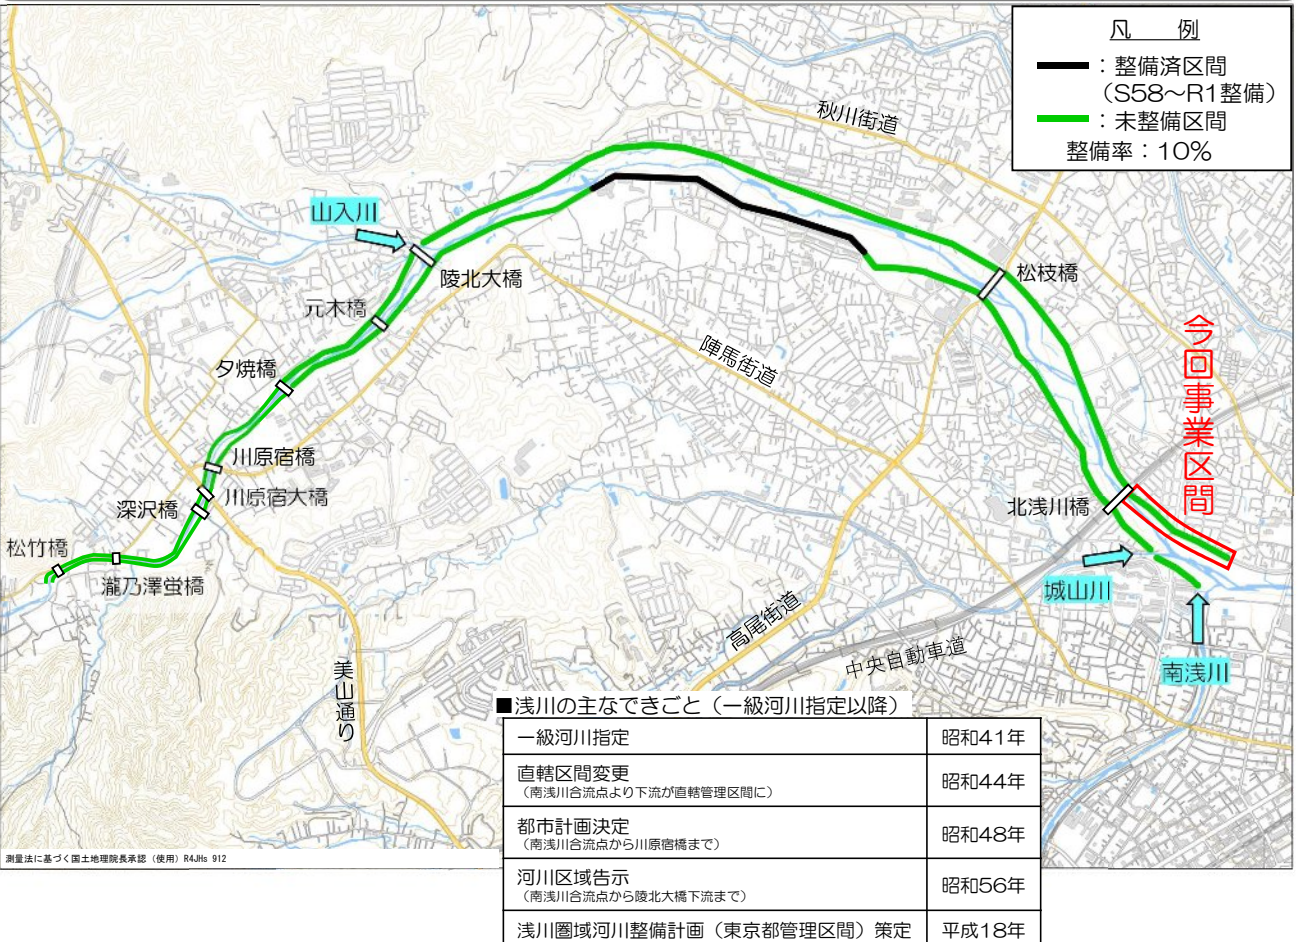 凡　例
：整備済区間
（S58～R1整備）
：未整備区間
整備率：10%
秋川街道
山入川
陵北大橋
松枝橋
元木橋
陣馬街道
今回事業区間
夕焼橋
川原宿橋
川原宿大橋
深沢橋
北浅川橋
松竹橋
瀧乃澤蛍橋
城山川
高尾街道
中央自動車道
南浅川
美山通り
■浅川の主なできごと（一級河川指定以降）
一級河川指定　昭和41年
直轄区間変更　昭和44年
（南浅川合流点より下流が直轄管理区間に）
都市計画決定　昭和48年
（南浅川合流点から川原宿橋まで）
河川区域告示　昭和56年
（南浅川合流点から陵北大橋下流まで）
浅川圏域河川整備計画（東京都管理区間）策定　平成18年
測量法に基づく国土地理院長承認（使用）R4JHs 912